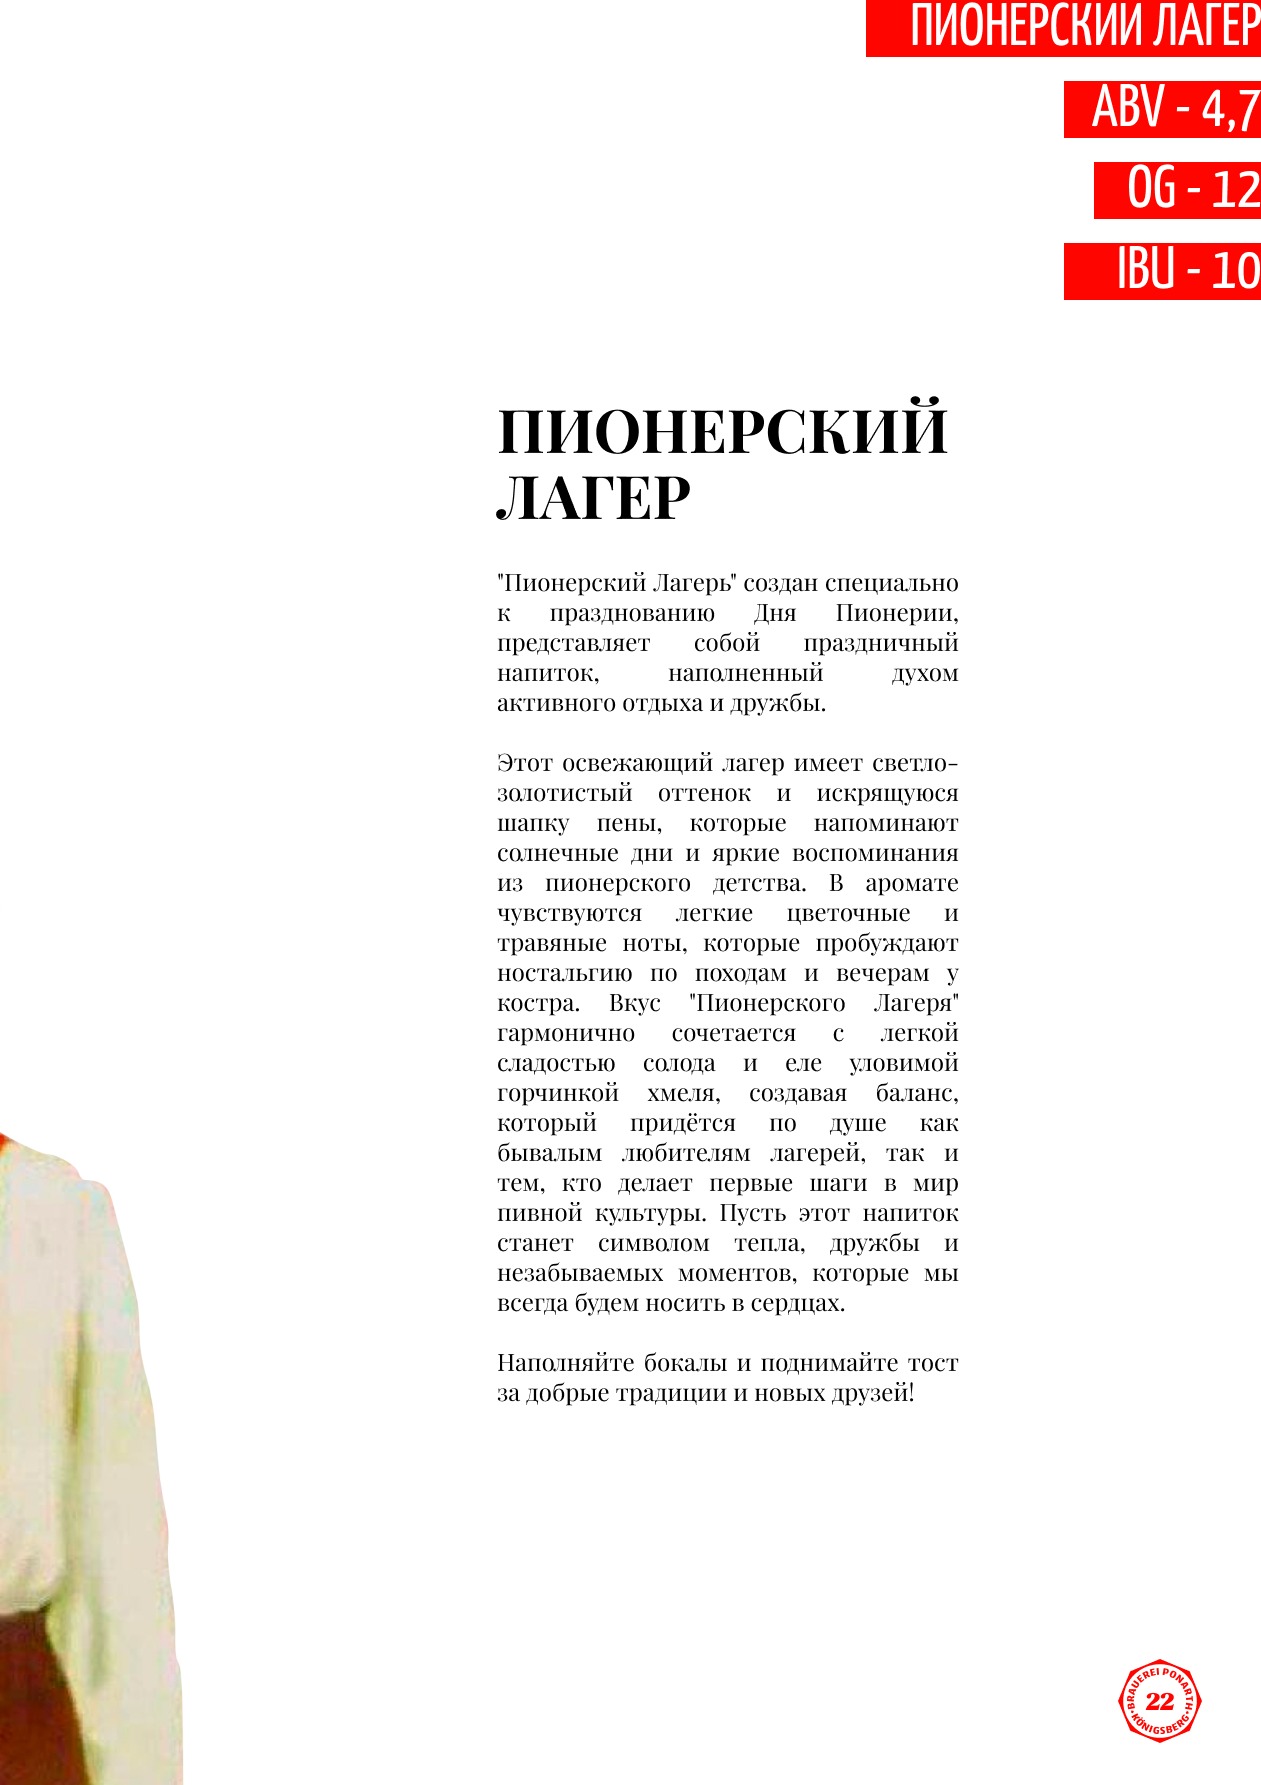 ПИОНЕРСКИЙ ЛАГЕР
ABV - 4,7
OG - 12
IBU - 10
ПИОНЕРСКИЙ
ЛАГЕР
"Пионерский Лагерь" создан специально
к празднованию Дня Пионерии,
представляет собой праздничный
напиток, наполненный духом
активного отдыха и дружбы.
Этот освежающий лагер имеет светло-
золотистый оттенок и искрящуюся
шапку пены, которые напоминают
солнечные дни и яркие воспоминания
из пионерского детства. В аромате
чувствуются легкие цветочные и
травяные ноты, которые пробуждают
ностальгию по походам и вечерам у
костра. Вкус "Пионерского Лагеря"
гармонично сочетается с легкой
сладостью солода и еле уловимой
горчинкой хмеля, создавая баланс,
который придётся по душе как
бывалым любителям лагерей, так и
тем, кто делает первые шаги в мир
пивной культуры. Пусть этот напиток
станет символом тепла, дружбы и
незабываемых моментов, которые мы
всегда будем носить в сердцах.
Наполняйте бокалы и поднимайте тост
за добрые традиции и новых друзей!
BRAUEREI PONARTH
22
KÖNIGSBERG